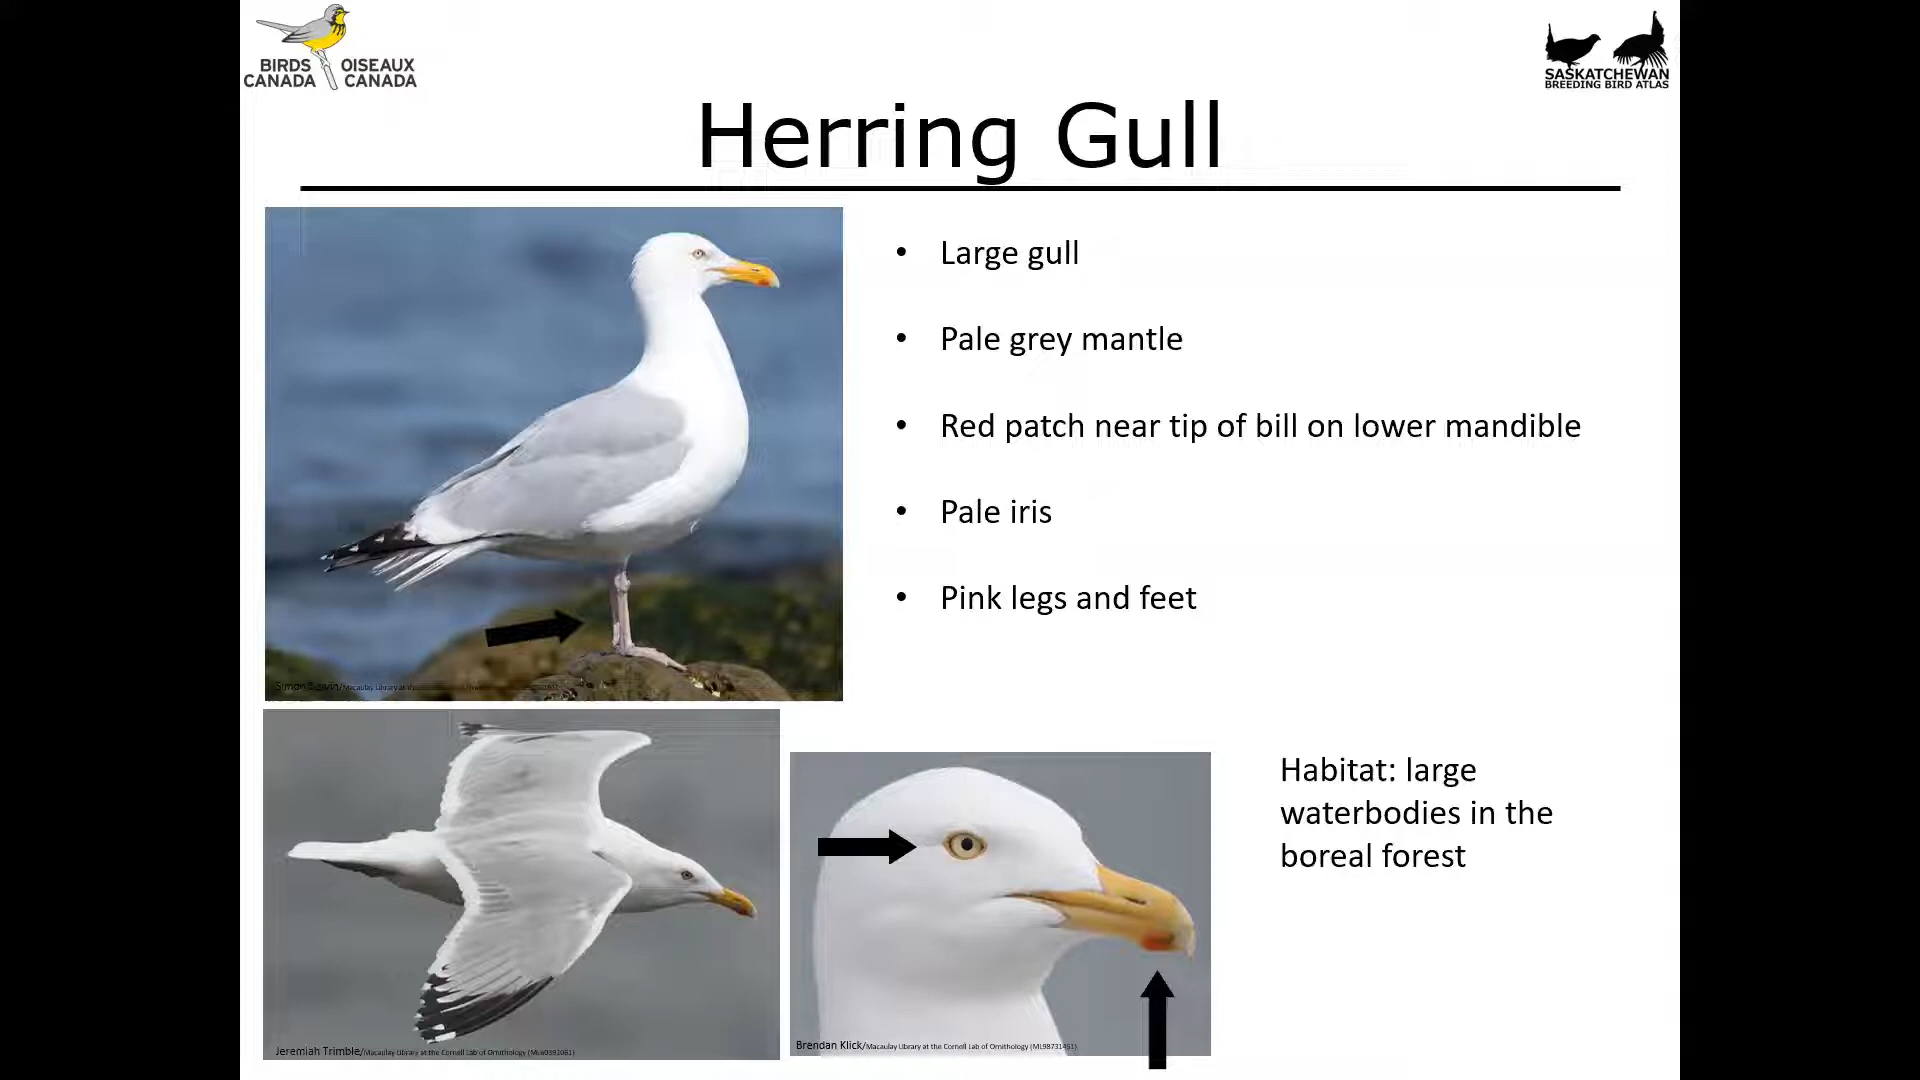 BIRDS OISEAUX
CANADA CANADA
SASKATCHEWAN
BREEDING BIRD ATLAS
Herring Gull
• Large gull
• Pale grey mantle
• Red patch near tip of bill on lower mandible
• Pale iris
• Pink legs and feet
Habitat: large
waterbodies in the
boreal forest
Jeremiah Trimble/Macaulay Library at the Cornell Lab of Ornithology
Brendan Klick/Macaulay Library at the Cornell Lab of Ornithology (ML98731451)